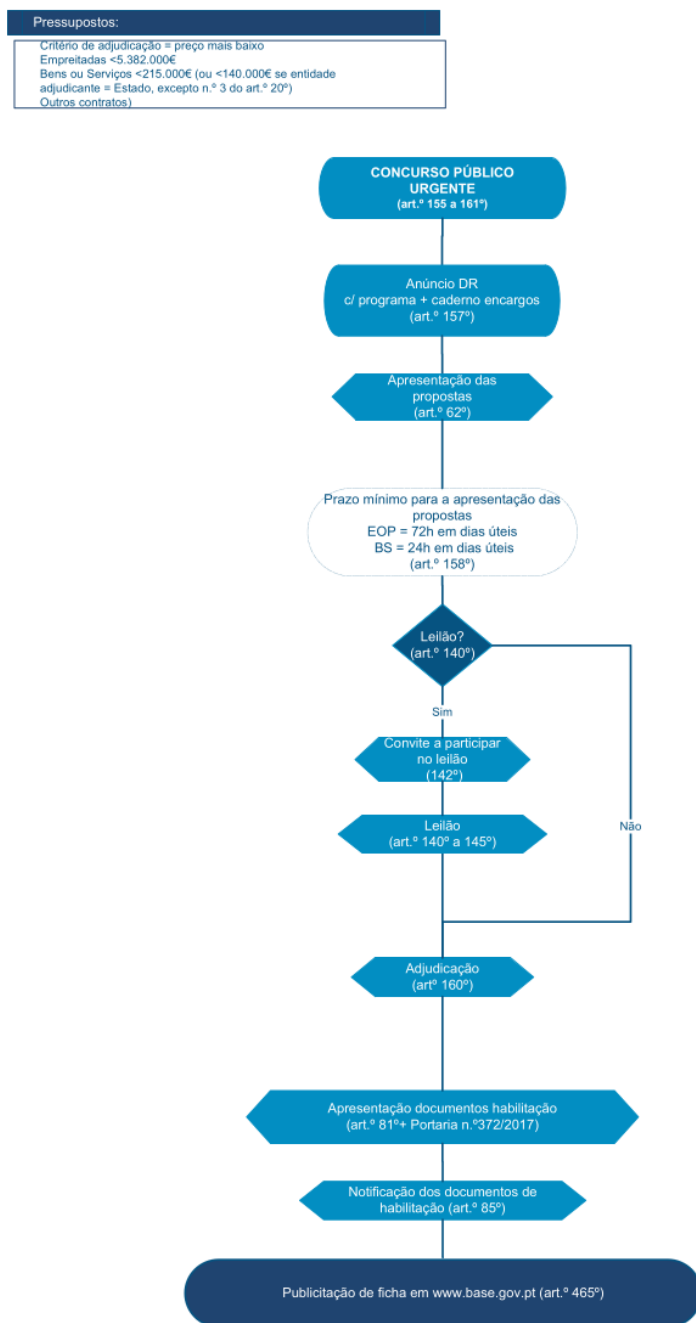 Pressupostos:
Critério de adjudicação = preço mais baixo
Empreitadas <5.382.000€
Bens ou Serviços <215.000€ (ou <140.000€ se entidade
adjudicante = Estado, excepto n.º 3 do art.º 20º)
Outros contratos)
CONCURSO PÚBLICO
URGENTE
(art.º 155 a 161º)
Anúncio DR
c/ programa + caderno encargos
(art.º 157º)
Apresentação das
propostas
(art.º 62º)
Prazo mínimo para a apresentação das
propostas
EOP = 72h em dias úteis
BS = 24h em dias úteis
(art.º 158º)
Leilão?
(art.º 140º)
Sim
Convite a participar
no leilão
(142º)
Leilão
(art.º 140º a 145º)
Não
Adjudicação
(artº 160º)
Apresentação documentos habilitação
(art.º 81º+ Portaria n.º372/2017)
Notificação dos documentos de
habilitação (art.º 85º)
Publicitação de ficha em www.base.gov.pt (art.º 465º)